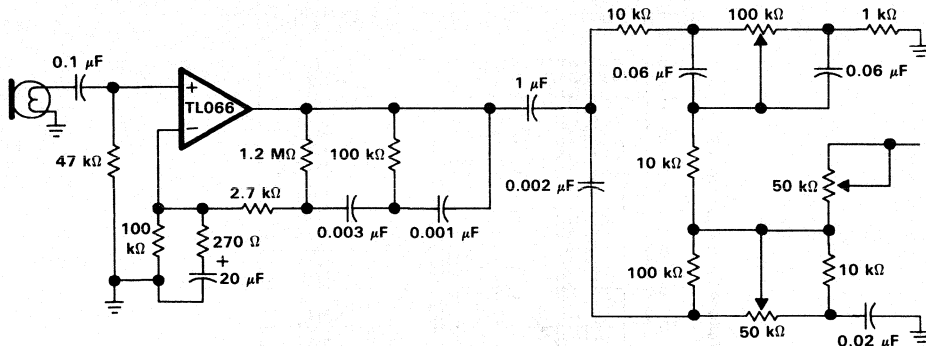 10 kΩ
100 kΩ
1 kΩ
0.1 μF
+
TL066
−
1 μF
0.06 μF
0.06 μF
47 kΩ
1.2 MΩ
100 kΩ
10 kΩ
0.002 μF
50 kΩ
2.7 kΩ
0.003 μF
0.001 μF
100
kΩ
270 Ω
+
20 μF
100 kΩ
10 kΩ
50 kΩ
0.02 μF